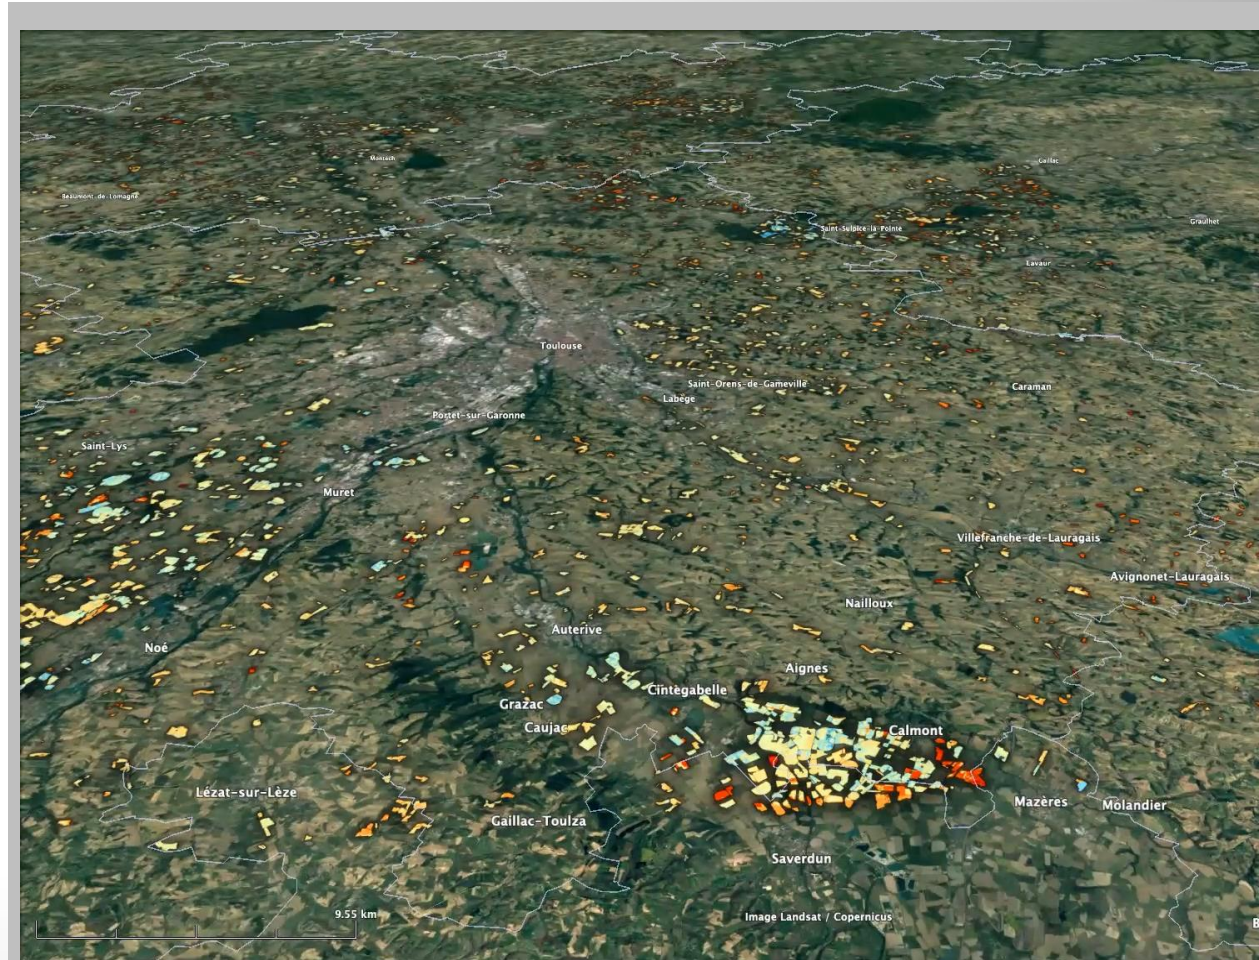 Montech
Gaillac
Beaumont-de-Lomagne
Graulhet
Saint-Sulpice-la-Pointe
Lavaur
Toulouse
Saint-Orens-de-Gameville
Caraman
Labège
Portet-sur-Garonne
Saint-Lys
Muret
Villefranche-de-Lauragais
Avignonet-Lauragais
Nailloux
Auterive
Noé
Aignes
Cintegabelle
Grazac
Caujac
Calmont
Lézat-sur-Lèze
Mazères
Molandier
Gaillac-Toulza
Saverdun
9.55 km
Image Landsat / Copernicus